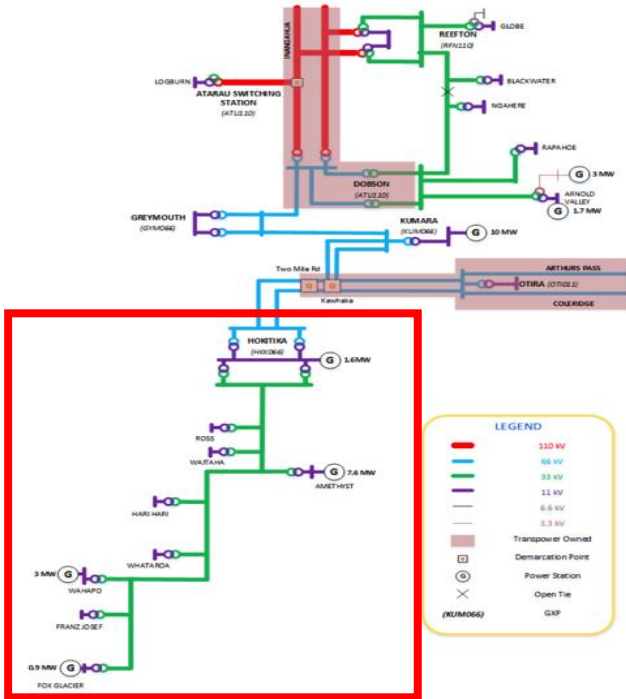 INANGAHUA
REEFTON
(RFN110)
GLOBE
LOGBURN
ATARAU SWITCHING
STATION
(ATU110)
BLACKWATER
NGAHERE
RAPAHOE
DOBSON
(ATU110)
G 3 MW
ARNOLD
VALLEY
G 1.7 MW
GREYMOUTH
(GYM066)
KUMARA
(KUM066)
G 10 MW
Two Mile Rd
Kawhaka
ARTHURS PASS
OTIRA (OTI011)
COLERIDGE
HOKITIKA
(HKK066)
G 1.6MW
ROSS
WAITAHA
G 7.6 MW
AMETHYST
HARI HARI
WHATAROA
3 MW G
WAHAPO
FRANZ JOSEF
0.9 MW G
FOX GLACIER
LEGEND
110 kV
66 kV
33 kV
11 kV
6.6 kV
3.3 kV
Transpower Owned
Demarcation Point
G Power Station
Open Tie
(KUM066) GXP